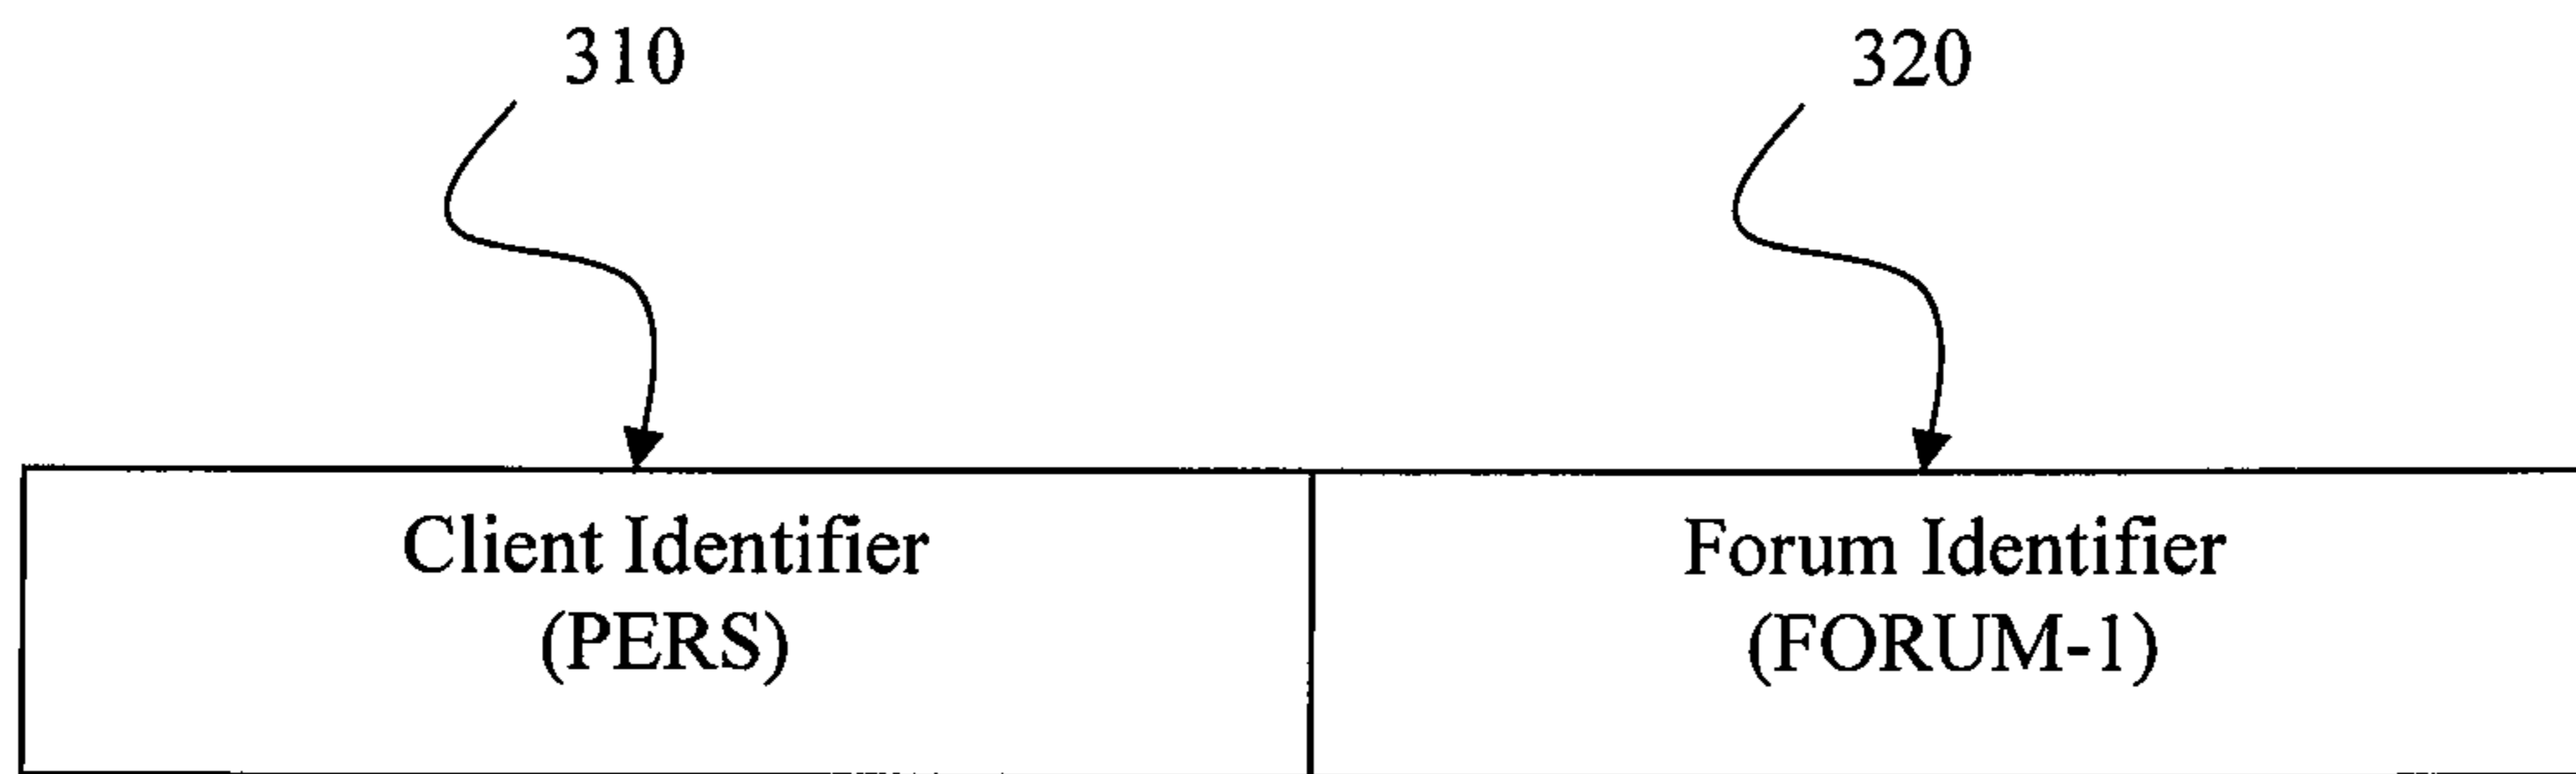 310
320
Client Identifier
(PERS)
Forum Identifier
(FORUM-1)